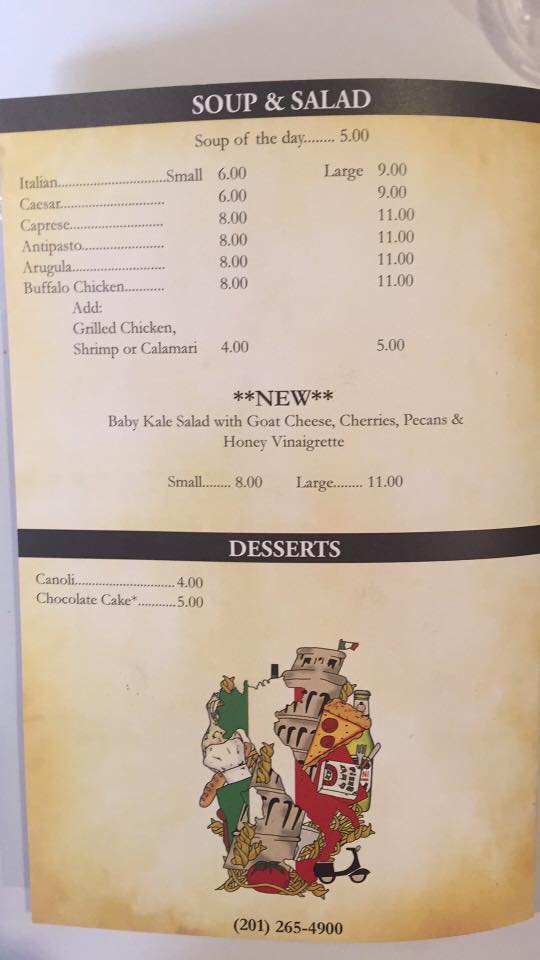 SOUP & SALAD
Soup of the day........ 5.00
Italian..............................Small 6.00 Large 9.00
Caesar............................. 6.00 9.00
Caprese.......................... 8.00 11.00
Antipasto....................... 8.00 11.00
Arugula.......................... 8.00 11.00
Buffalo Chicken........... 8.00 11.00
Add:
Grilled Chicken,
Shrimp or Calamari 4.00 5.00
**NEW**
Baby Kale Salad with Goat Cheese, Cherries, Pecans &
Honey Vinaigrette
Small........ 8.00 Large........ 11.00
DESSERTS
Canoli............................ 4.00
Chocolate Cake*........... 5.00
(201) 265-4900